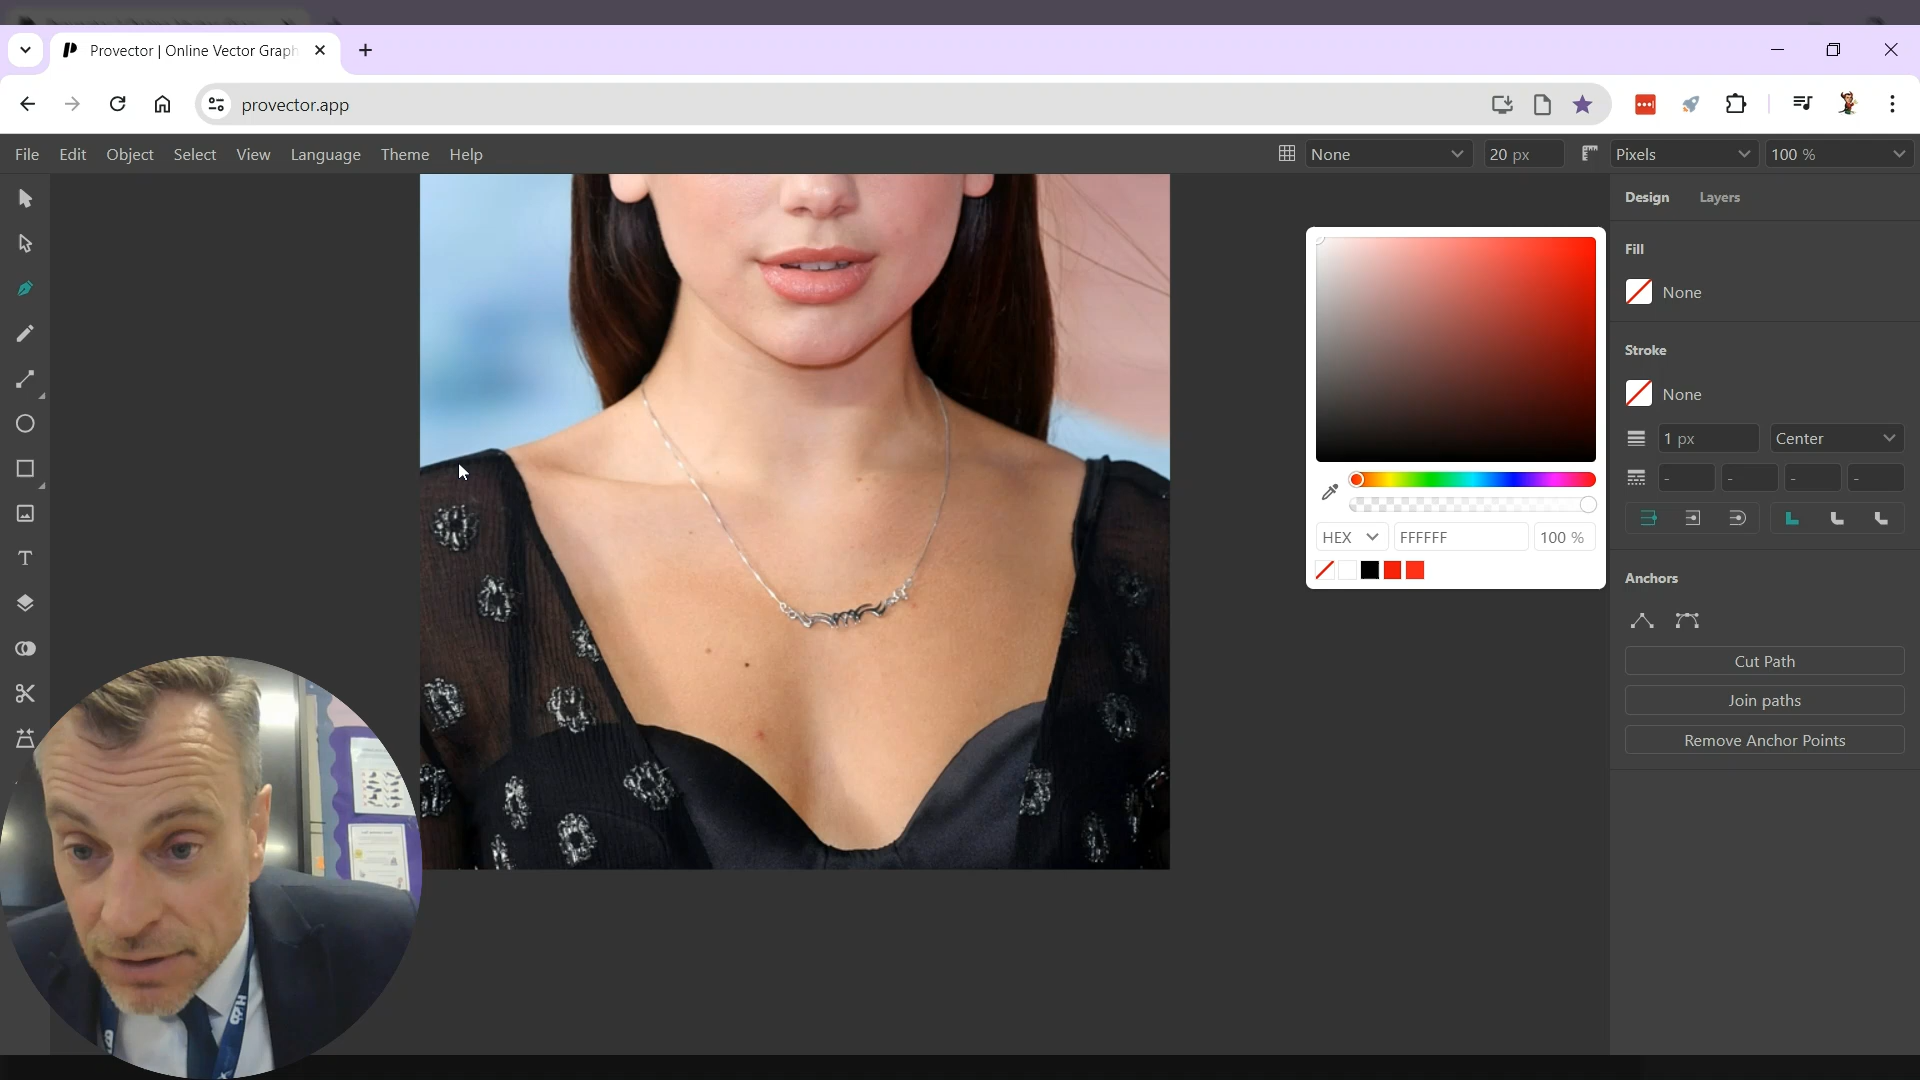 Provector | Online Vector Graph
provector.app
File Edit Object Select View Language Theme Help
None 20 px Pixels 100 %
Design Layers
Fill
None
Stroke
None
1 px Center
- - - -
HEX FFFFFF 100 %
Anchors
Cut Path
Join paths
Remove Anchor Points